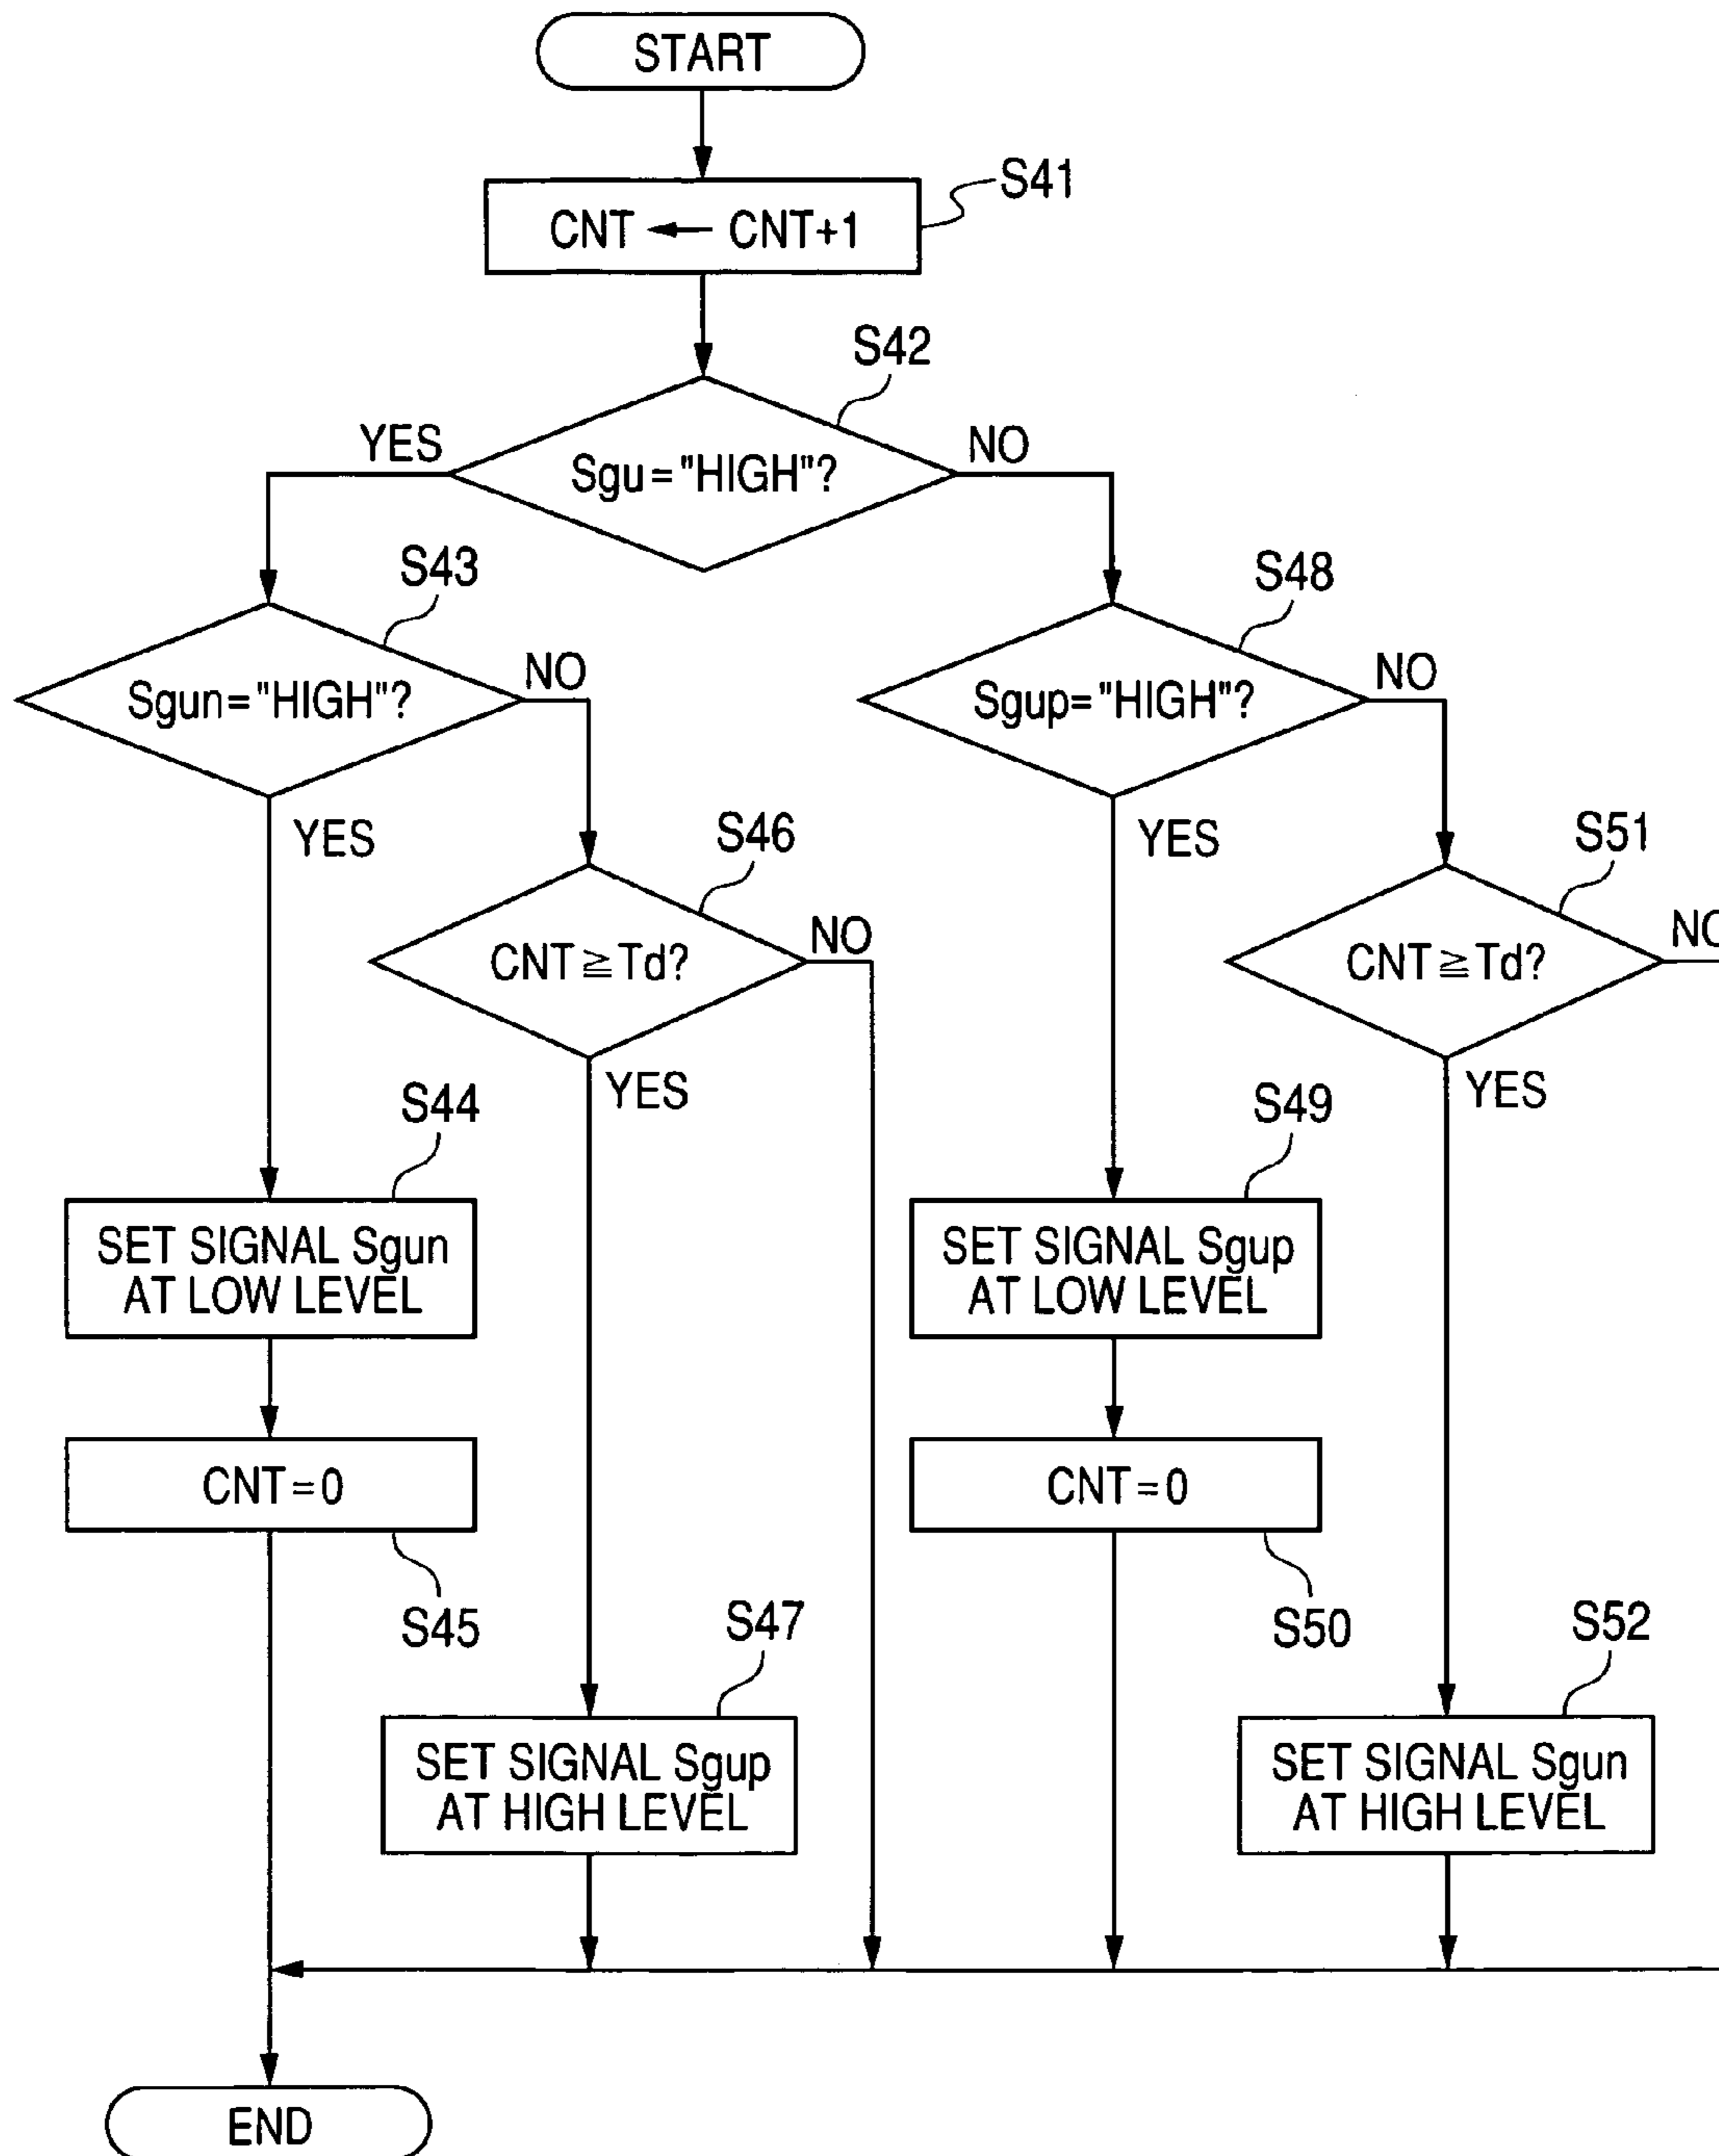 START
S41
CNT ← CNT+1
S42
YES
NO
Sgu="HIGH"?
S43
S48
NO
NO
Sgun="HIGH"?
Sgup="HIGH"?
YES
S46
YES
S51
NO
NO
CNT≧Td?
CNT≧Td?
S44
YES
S49
YES
SET SIGNAL Sgun
AT LOW LEVEL
SET SIGNAL Sgup
AT LOW LEVEL
CNT=0
CNT=0
S45
S47
S50
S52
SET SIGNAL Sgup
AT HIGH LEVEL
SET SIGNAL Sgun
AT HIGH LEVEL
END